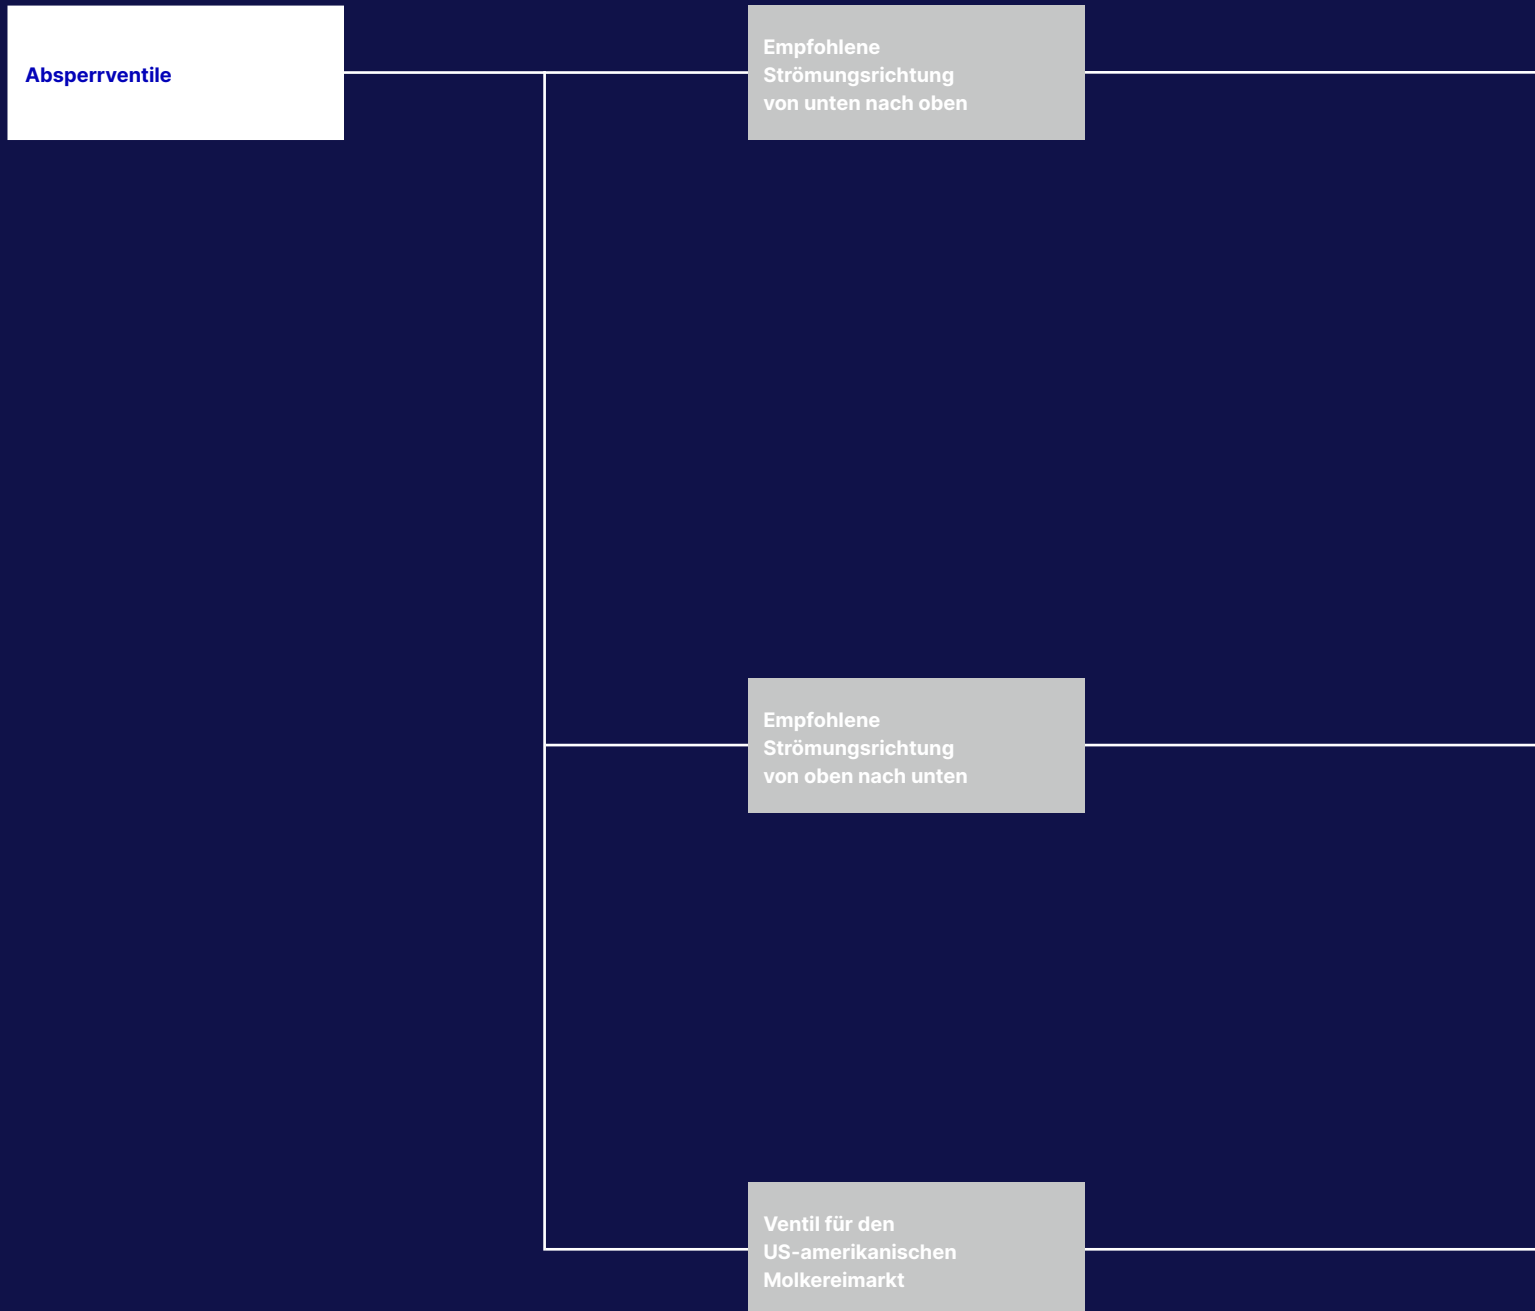 Absperrventile
Empfohlene
Strömungsrichtung
von unten nach oben
Empfohlene
Strömungsrichtung
von oben nach unten
Ventil für den
US-amerikanischen
Molkereimarkt